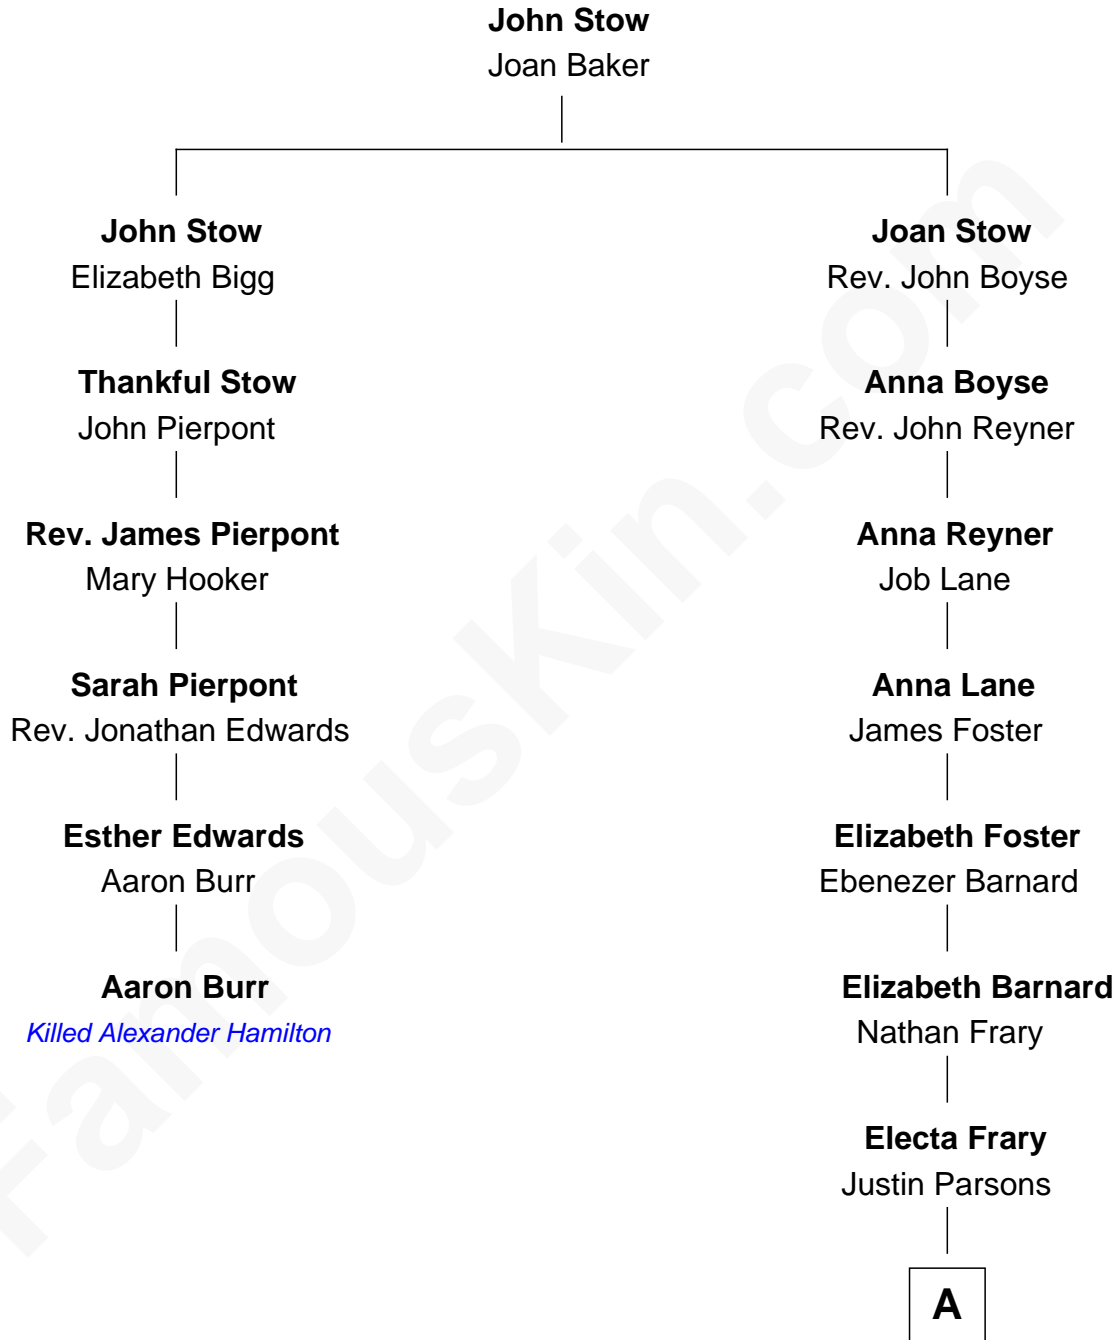 John Stow
Joan Baker
John Stow
Elizabeth Bigg
Joan Stow
Rev. John Boyse
Thankful Stow
John Pierpont
Anna Boyse
Rev. John Reyner
Rev. James Pierpont
Mary Hooker
Anna Reyner
Job Lane
Sarah Pierpont
Rev. Jonathan Edwards
Anna Lane
James Foster
Esther Edwards
Aaron Burr
Elizabeth Foster
Ebenezer Barnard
Aaron Burr
Killed Alexander Hamilton
Elizabeth Barnard
Nathan Frary
Electa Frary
Justin Parsons
A
FamousKin.com